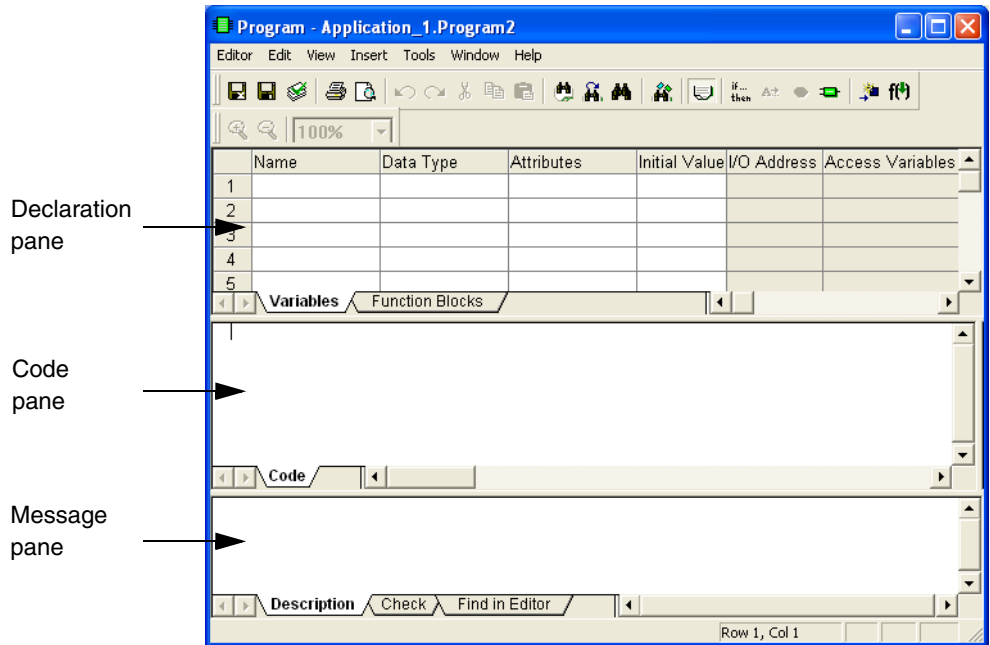 Program - Application_1.Program2
Editor Edit View Insert Tools Window Help
if... then
100%
Name Data Type Attributes Initial Value I/O Address Access Variables
1
2
3
4
5
Declaration
pane
Variables Function Blocks
Code
pane
Code
Message
pane
Description Check Find in Editor
Row 1, Col 1